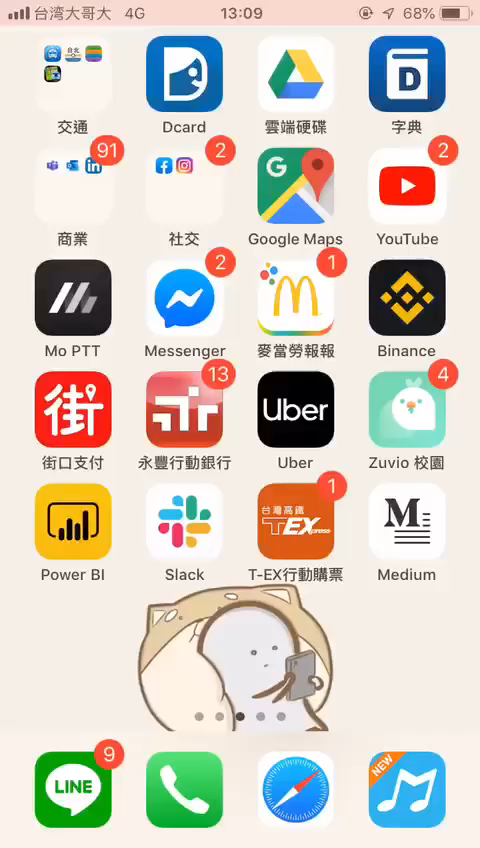 台湾大哥大 4G 13:09 68%
台北
交通 Dcard 雲端硬碟 字典
D
91 2 2
G
商業 社交 Google Maps YouTube
2 1
Mo PTT Messenger 麥當勞報報 Binance
13 4
街 Uber
街口支付 永豐行動銀行 Uber Zuvio 校園
1
台灣高鐵
TEXpress
M
Power BI Slack T-EX行動購票 Medium
9
LINE NEW